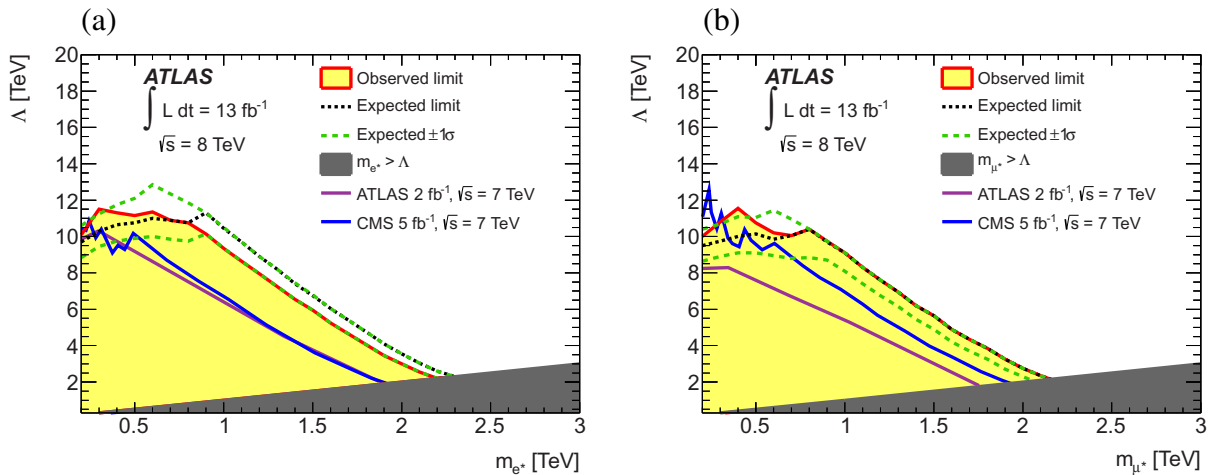 (a)
ATLAS
∫ L dt = 13 fb⁻¹
√s = 8 TeV
Observed limit
Expected limit
Expected ±1σ
m_e* > Λ
ATLAS 2 fb⁻¹, √s = 7 TeV
CMS 5 fb⁻¹, √s = 7 TeV
Λ [TeV]
20
18
16
14
12
10
8
6
4
2
0.5 1 1.5 2 2.5 3
m_e* [TeV]
(b)
ATLAS
∫ L dt = 13 fb⁻¹
√s = 8 TeV
Observed limit
Expected limit
Expected ±1σ
m_μ* > Λ
ATLAS 2 fb⁻¹, √s = 7 TeV
CMS 5 fb⁻¹, √s = 7 TeV
Λ [TeV]
20
18
16
14
12
10
8
6
4
2
0.5 1 1.5 2 2.5 3
m_μ* [TeV]